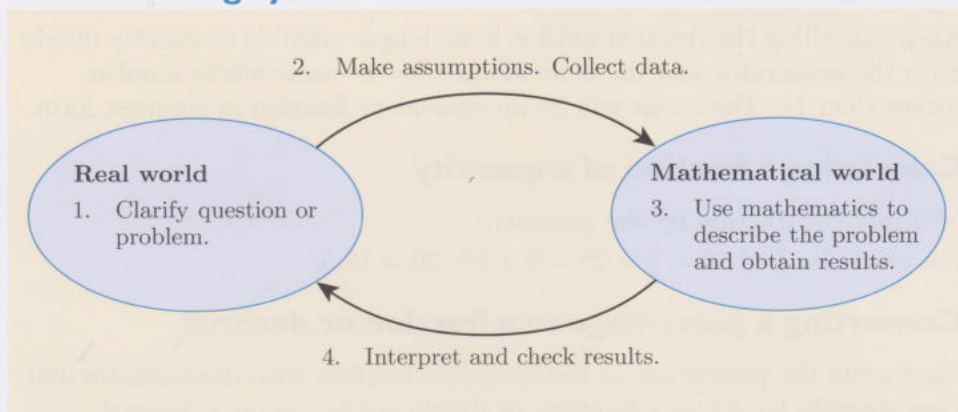 2. Make assumptions. Collect data.
Real world
1. Clarify question or
problem.
Mathematical world
3. Use mathematics to
describe the problem
and obtain results.
4. Interpret and check results.